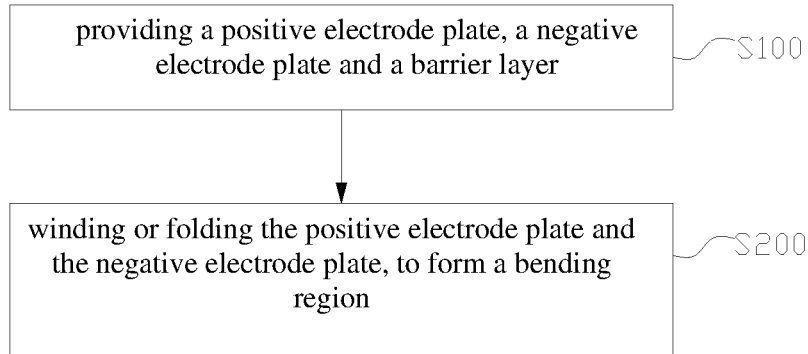 providing a positive electrode plate, a negative
electrode plate and a barrier layer
S100
winding or folding the positive electrode plate and
the negative electrode plate, to form a bending
region
S200